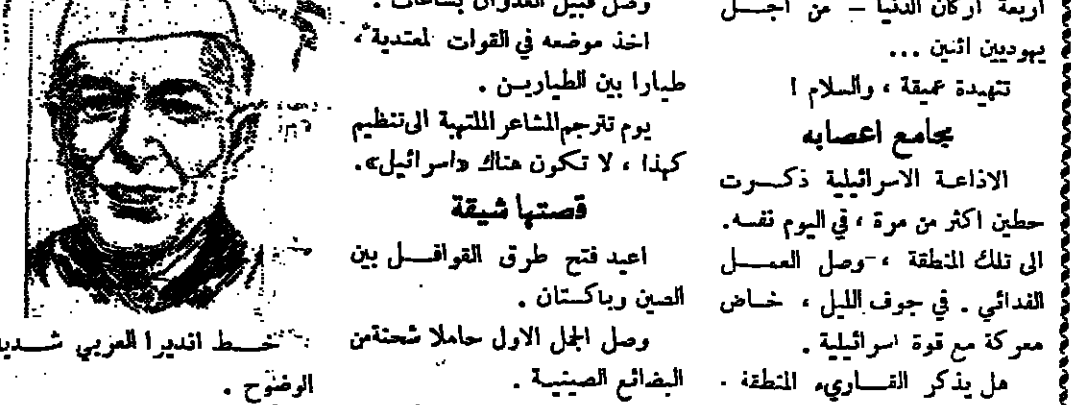 اربعة اركان الدنيا – من اجل
يهوديين اثنين ...
تنهيدة عميقة ، والسلام !
بجامع اعصابه
الاذاعة الاسرائيلية ذكرت
حطين اكثر من مرة ، في اليوم نفسه.
الى تلك المنطقة ، وصل العمل
الفدائي . في جوف الليل ، خاض
معركة مع قوة اسرائيلية .
هل يذكر القاريء المنطقة .
وصل قبيل العدوان بساعات .
اخذ موضعه في القوات لمعتدية ،
طيارا بين الطيارين .
يوم تترجم المشاعر الملتهبة الى تنظيم
كهذا ، لا تكون هناك «اسرائيل».
قصتها شيقة
اعيد فتح طرق القوافل بين
الصين وباكستان .
وصل الجمل الاول حاملا شحنة من
البضائع الصينية .
خط انديرا العربي شديد
الوضوح .